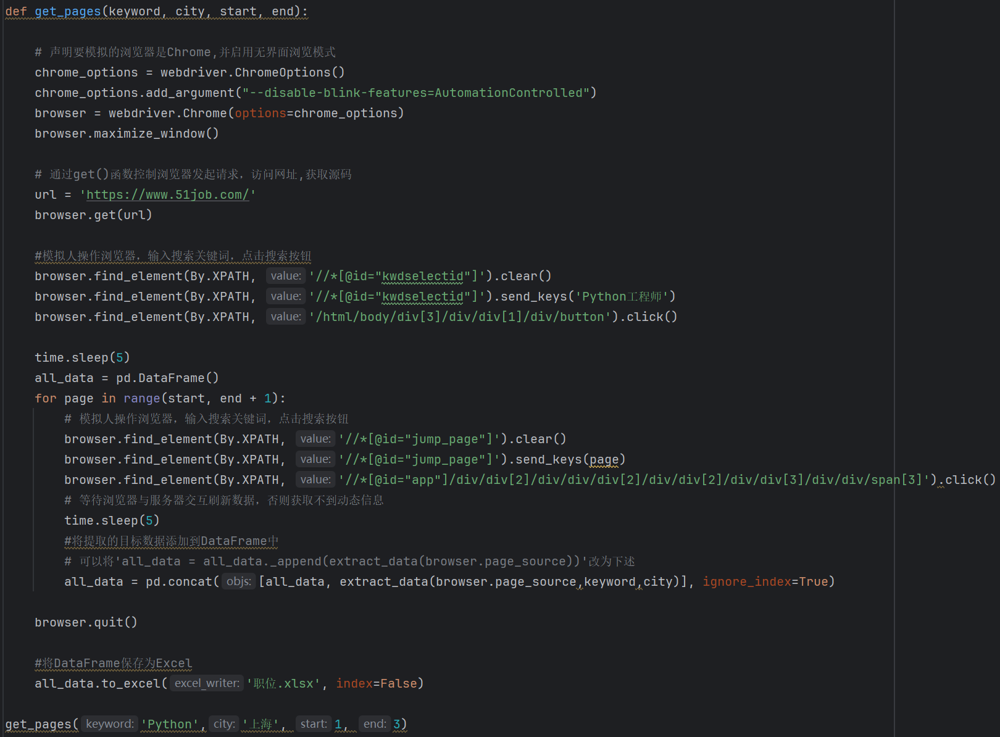 def get_pages(keyword, city, start, end):
# 声明要模拟的浏览器是Chrome,并启用无界面浏览模式
chrome_options = webdriver.ChromeOptions()
chrome_options.add_argument("--disable-blink-features=AutomationControlled")
browser = webdriver.Chrome(options=chrome_options)
browser.maximize_window()
# 通过get()函数控制浏览器发起请求，访问网址,获取源码
url = 'https://www.51job.com/'
browser.get(url)
#模拟人操作浏览器，输入搜索关键词，点击搜索按钮
browser.find_element(By.XPATH, value: '//*[@id="kwdselectid"]').clear()
browser.find_element(By.XPATH, value: '//*[@id="kwdselectid"]').send_keys('Python工程师')
browser.find_element(By.XPATH, value: '/html/body/div[3]/div/div[1]/div/button').click()
time.sleep(5)
all_data = pd.DataFrame()
for page in range(start, end + 1):
# 模拟人操作浏览器，输入搜索关键词，点击搜索按钮
browser.find_element(By.XPATH, value: '//*[@id="jump_page"]').clear()
browser.find_element(By.XPATH, value: '//*[@id="jump_page"]').send_keys(page)
browser.find_element(By.XPATH, value: '//*[@id="app"]/div/div[2]/div/div/div[2]/div/div[2]/div/div[3]/div/div/span[3]').click()
# 等待浏览器与服务器交互刷新数据，否则获取不到动态信息
time.sleep(5)
#将提取的目标数据添加到DataFrame中
# 可以将'all_data = all_data._append(extract_data(browser.page_source))'改为下述
all_data = pd.concat( objs: [all_data, extract_data(browser.page_source,keyword,city)], ignore_index=True)
browser.quit()
#将DataFrame保存为Excel
all_data.to_excel( excel_writer: '职位.xlsx', index=False)
get_pages( keyword: 'Python', city: '上海', start: 1, end: 3)